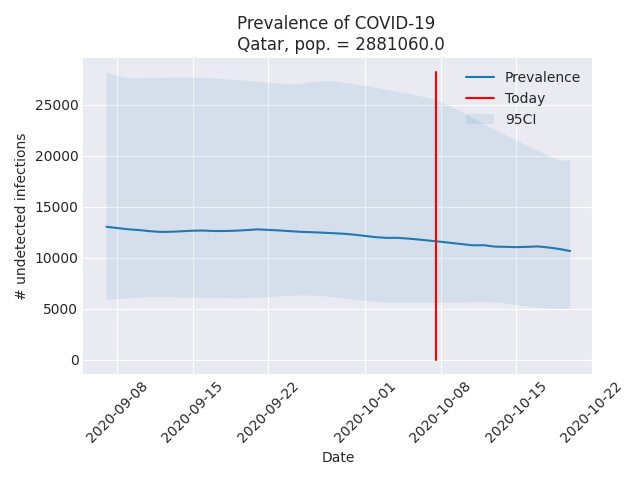 Prevalence of COVID-19
Qatar, pop. = 2881060.0
Prevalence
Today
95CI
25000
20000
15000
10000
5000
0
# undetected infections
2020-09-08
2020-09-15
2020-09-22
2020-10-01
2020-10-08
2020-10-15
2020-10-22
Date